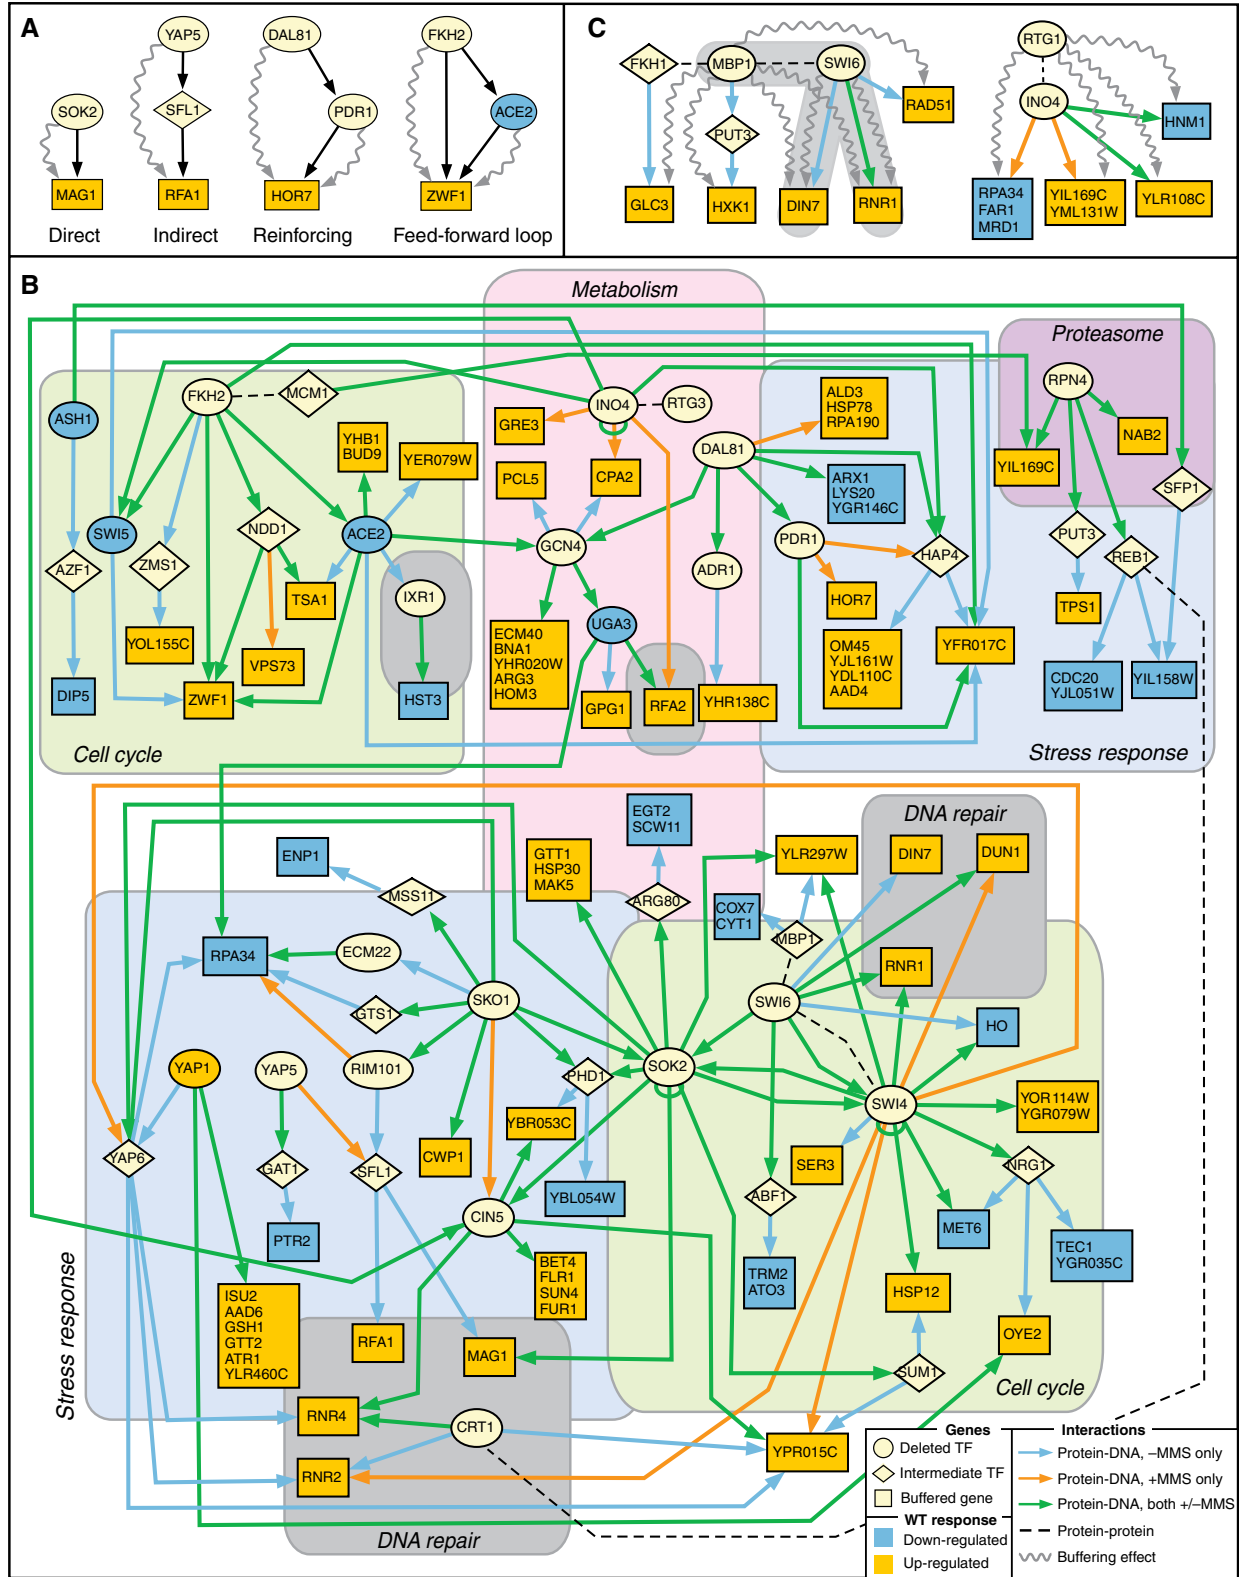 A
YAP5
DAL81
FKH2
SOK2
SFL1
PDR1
ACE2
MAG1
RFA1
HOR7
ZWF1
Direct
Indirect
Reinforcing
Feed-forward loop
C
FKH1
MBP1
SWI6
RTG1
PUT3
RAD51
INO4
HNM1
GLC3
HXK1
DIN7
RNR1
RPA34
FAR1
MRD1
YIL169C
YML131W
YLR108C
B
Metabolism
Proteasome
FKH2
MCM1
ASH1
INO4
RTG3
GRE3
ALD3
HSP78
RPA190
RPN4
NAB2
YHB1
BUD9
YER079W
DAL81
PCL5
CPA2
ARX1
LYS20
YGR146C
YIL169C
SFP1
SWI5
NDD1
ACE2
GCN4
PDR1
HAP4
PUT3
REB1
AZF1
ZMS1
TSA1
IXR1
ADR1
HOR7
TPS1
YOL155C
VPS73
UGA3
ECM40
BNA1
YHR020W
ARG3
HOM3
OM45
YJL161W
YDL110C
AAD4
YFR017C
DIP5
ZWF1
HST3
GPG1
RFA2
YHR138C
CDC20
YJL051W
YIL158W
Cell cycle
Stress response
EGT2
SCW11
DNA repair
ENP1
GTT1
HSP30
MAK5
YLR297W
DIN7
DUN1
MSS11
ARG80
COX7
CYT1
MBP1
RPA34
ECM22
RNR1
GTS1
SKO1
SWI6
HO
YAP1
YAP5
RIM101
PHD1
SOK2
SWI4
YOR114W
YGR079W
YBR053C
YAP6
GAT1
SFL1
CWP1
SER3
NRG1
YBL054W
ABF1
CIN5
PTR2
MET6
TEC1
YGR035C
BET4
FLR1
SUN4
FUR1
TRM2
ATO3
ISU2
AAD6
GSH1
GTT2
ATR1
YLR460C
HSP12
RFA1
MAG1
OYE2
SUM1
Stress response
Cell cycle
RNR4
CRT1
YPR015C
RNR2
DNA repair
Genes
Deleted TF
Intermediate TF
Buffered gene
WT response
Down-regulated
Up-regulated
Interactions
Protein-DNA, –MMS only
Protein-DNA, +MMS only
Protein-DNA, both +/–MMS
Protein-protein
Buffering effect